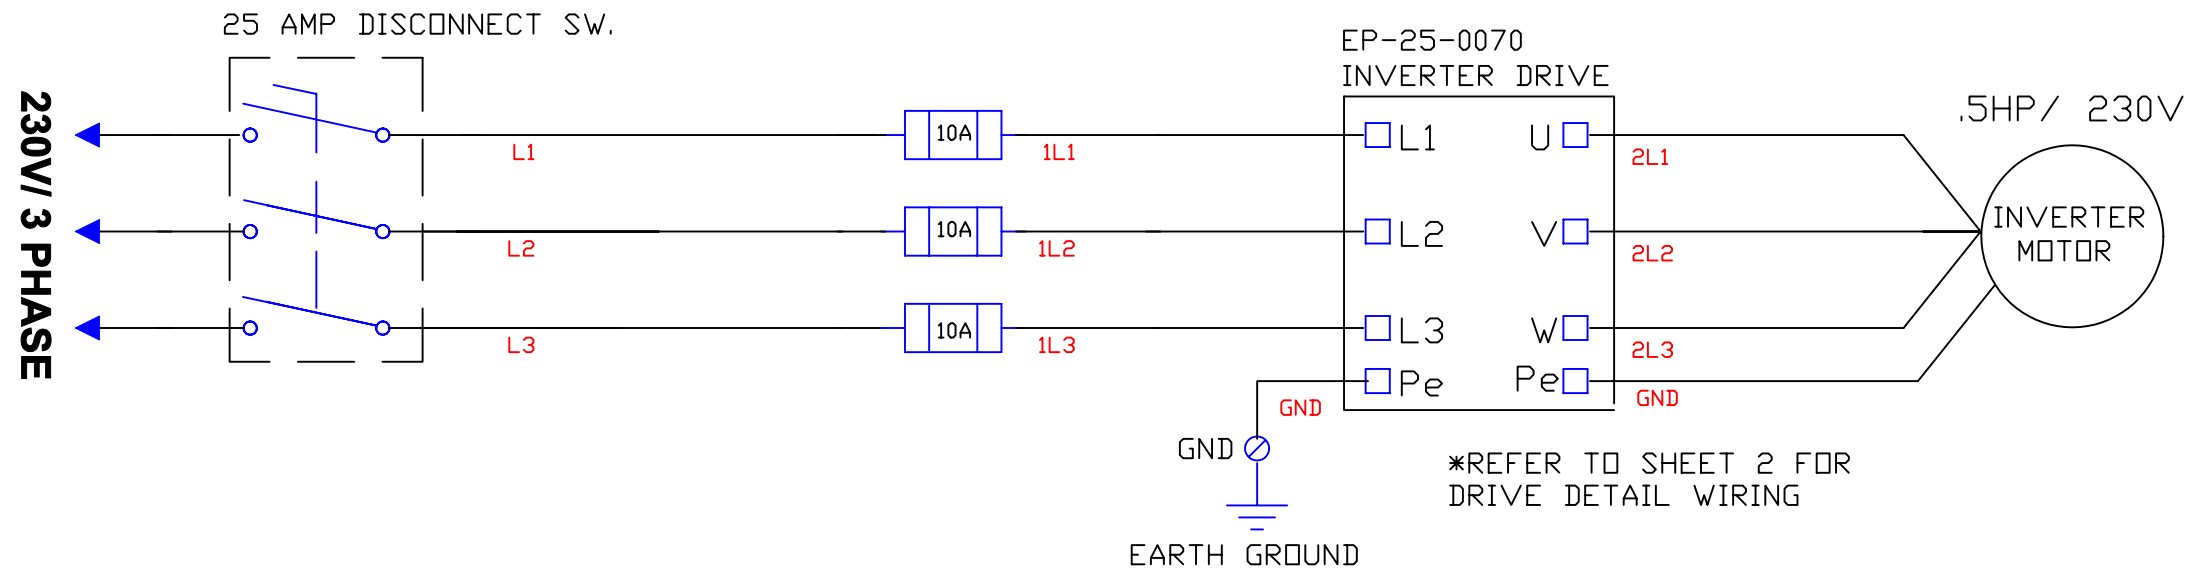 25 AMP DISCONNECT SW.
230V/ 3 PHASE
L1
L2
L3
10A
10A
10A
1L1
1L2
1L3
EP-25-0070
INVERTER DRIVE
L1
L2
L3
Pe
U
V
W
Pe
2L1
2L2
2L3
GND
.5HP/ 230V
INVERTER
MOTOR
GND
GND
EARTH GROUND
*REFER TO SHEET 2 FOR
DRIVE DETAIL WIRING